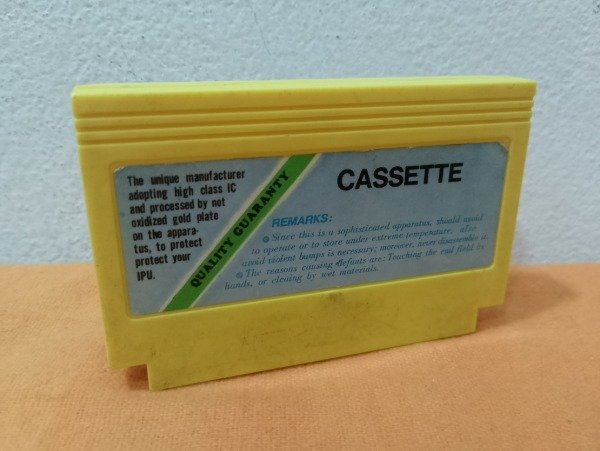 The unique manufacturer
adopting high class IC
and processed by not
oxidized gold plate
on the appara-
tus, to protect
protect your
IPU.
QUALITY GUARANTY
CASSETTE
REMARKS:
Since this is a sophisticated apparatus, should avoid
to operate or to store under extreme temperature, also
avoid violent bumps is necessary; moreover, never disassemble it.
The reasons causing defants are: Teaching the end field by
hands, or cleaing by wet materials.